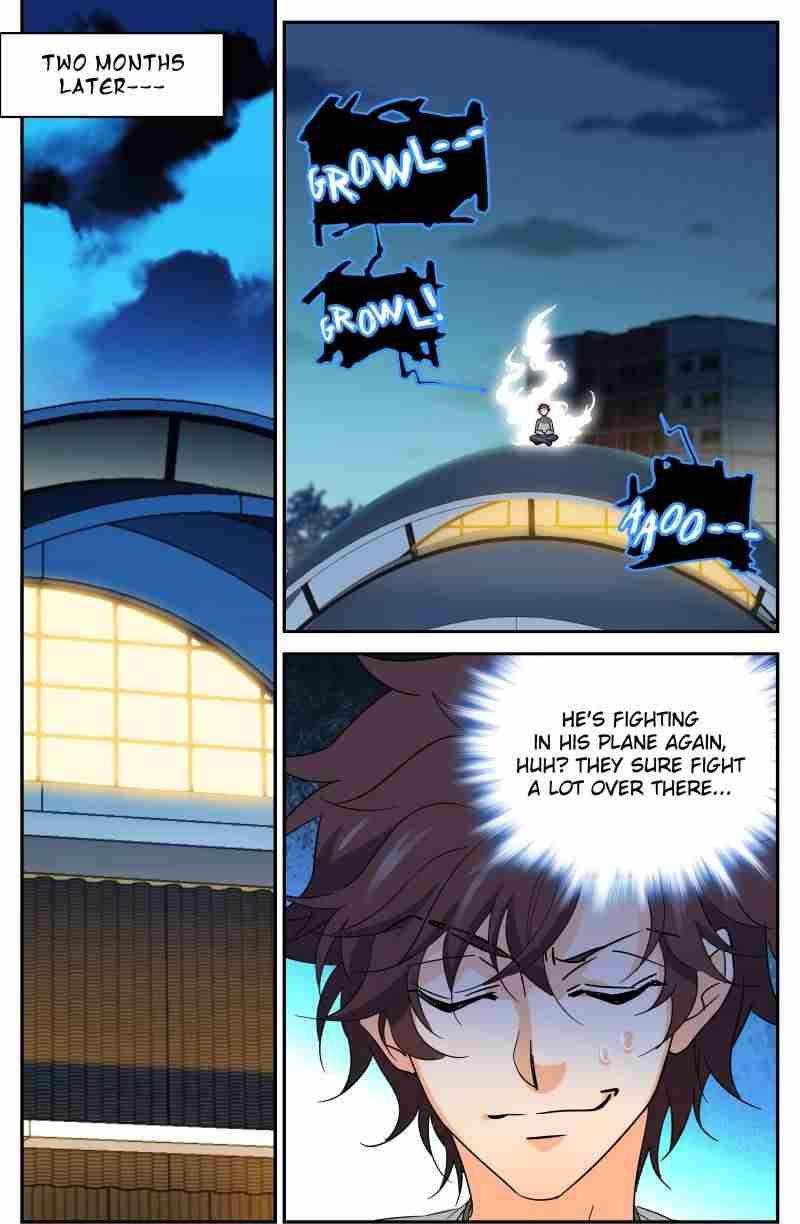 TWO MONTHS
LATER---
GROWL---
GROWL!
AAOO---
HE'S FIGHTING
IN HIS PLANE AGAIN,
HUH? THEY SURE FIGHT
A LOT OVER THERE...